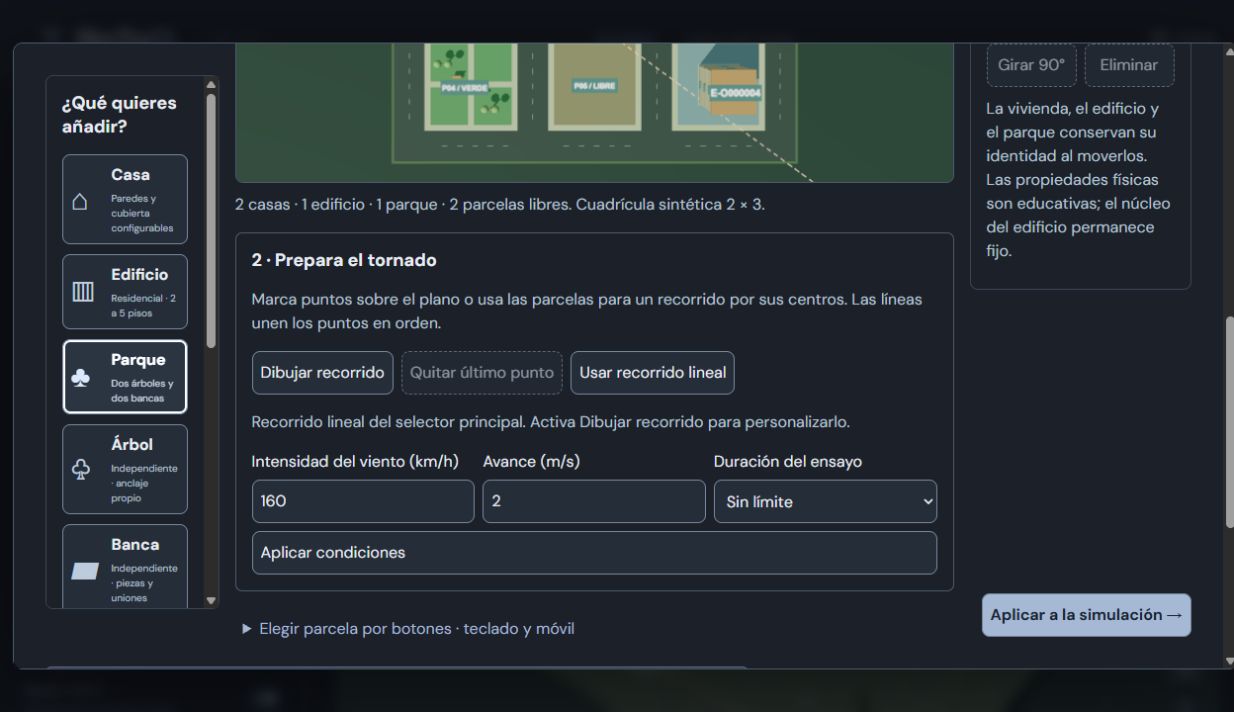 ¿Qué quieres
añadir?
Casa
Paredes y
cubierta
configurables
Edificio
Residencial · 2
a 5 pisos
Parque
Dos árboles y
dos bancas
Árbol
Independiente
· anclaje
propio
Banca
Independiente
· piezas y
uniones
P04 / VERDE
P05 / LIBRE
E-O000004
2 casas · 1 edificio · 1 parque · 2 parcelas libres. Cuadrícula sintética 2 × 3.
2 · Prepara el tornado
Marca puntos sobre el plano o usa las parcelas para un recorrido por sus centros. Las líneas
unen los puntos en orden.
Dibujar recorrido
Quitar último punto
Usar recorrido lineal
Recorrido lineal del selector principal. Activa Dibujar recorrido para personalizarlo.
Intensidad del viento (km/h)
Avance (m/s)
Duración del ensayo
160
2
Sin límite
Aplicar condiciones
▶ Elegir parcela por botones · teclado y móvil
Girar 90°
Eliminar
La vivienda, el edificio y
el parque conservan su
identidad al moverlos.
Las propiedades físicas
son educativas; el núcleo
del edificio permanece
fijo.
Aplicar a la simulación →